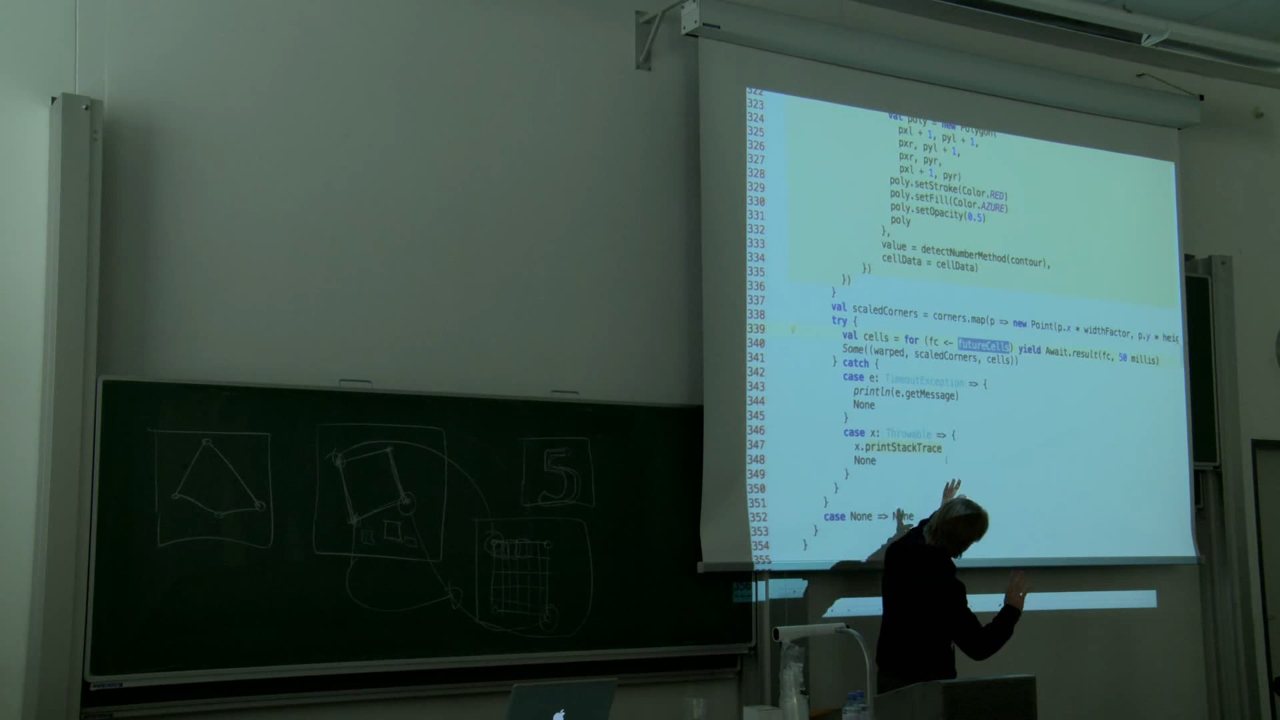 5
322
323
324 val poly = new Polygon(
325 pxl + 1, pyl + 1,
326 pxr, pyl + 1,
327 pxr, pyr,
328 pxl + 1, pyr)
329 poly.setStroke(Color.RED)
330 poly.setFill(Color.AZURE)
331 poly.setOpacity(0.5)
332 poly
333 },
334 value = detectNumberMethod(contour),
335 cellData = cellData)
336 })
337 })
338 }
339 val scaledCorners = corners.map(p => new Point(p.x * widthFactor, p.y * heig
340 try {
341 val cells = for (fc <- futureCells) yield Await.result(fc, 50 millis)
342 Some((warped, scaledCorners, cells))
343 } catch {
344 case e: TimeoutException => {
345 println(e.getMessage)
346 None
347 }
348 case x: Throwable => {
349 x.printStackTrace
350 None
351 }
352 }
353 }
354 case None => None
355 }
}